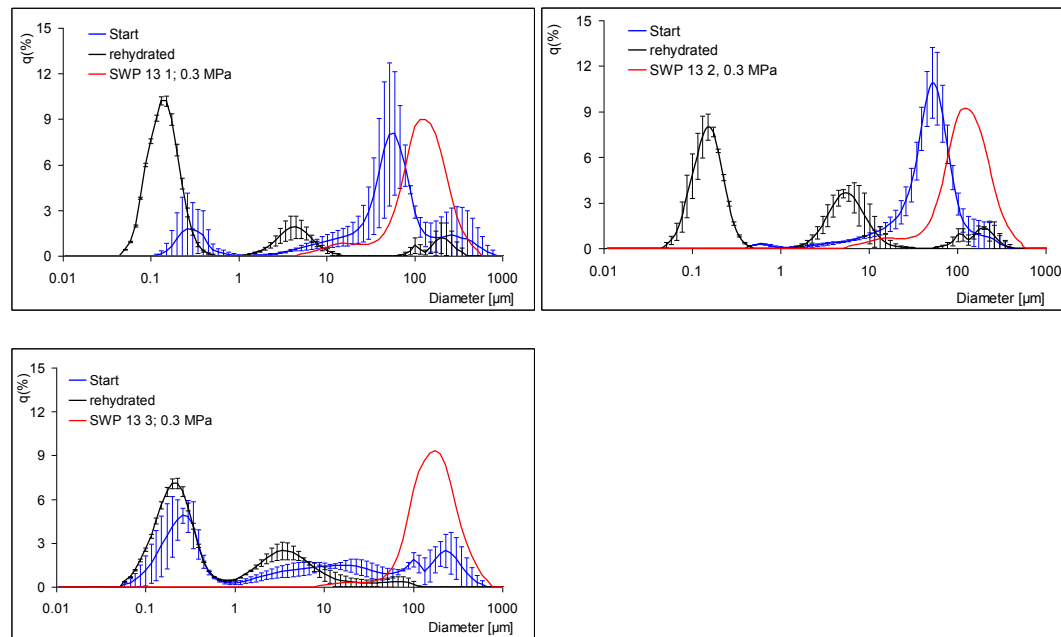 15
12
9
6
3
0
q(%)
Start
rehydrated
SWP 13 1; 0.3 MPa
0.01 0.1 1 10 100 1000
Diameter [µm]
15
12
9
6
3
0
q(%)
Start
rehydrated
SWP 13 2, 0.3 MPa
0.01 0.1 1 10 100 1000
Diameter [µm]
15
12
9
6
3
0
q(%)
Start
rehydrated
SWP 13 3; 0.3 MPa
0.01 0.1 1 10 100 1000
Diameter [µm]